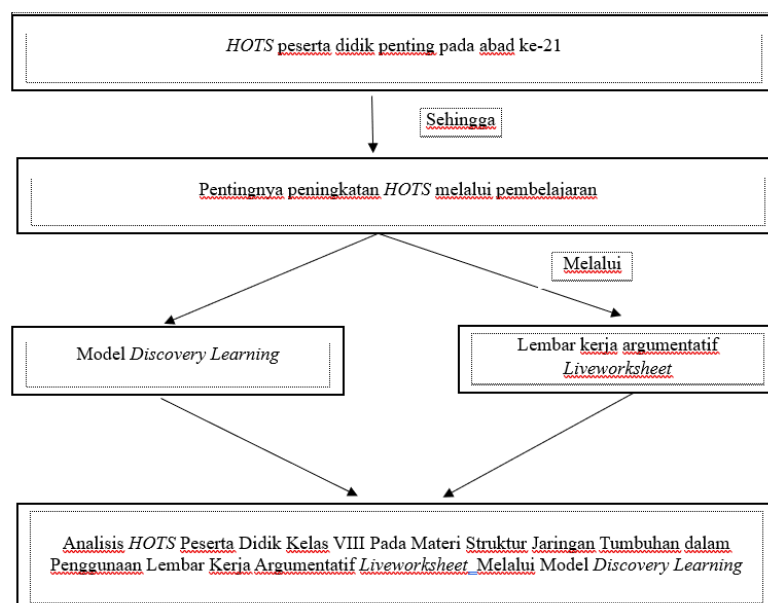 HOTS peserta didik penting pada abad ke-21
Sehingga
Pentingnya peningkatan HOTS melalui pembelajaran
Melalui
Model Discovery Learning
Lembar kerja argumentatif
Liveworksheet
Analisis HOTS Peserta Didik Kelas VIII Pada Materi Struktur Jaringan Tumbuhan dalam
Penggunaan Lembar Kerja Argumentatif Liveworksheet Melalui Model Discovery Learning